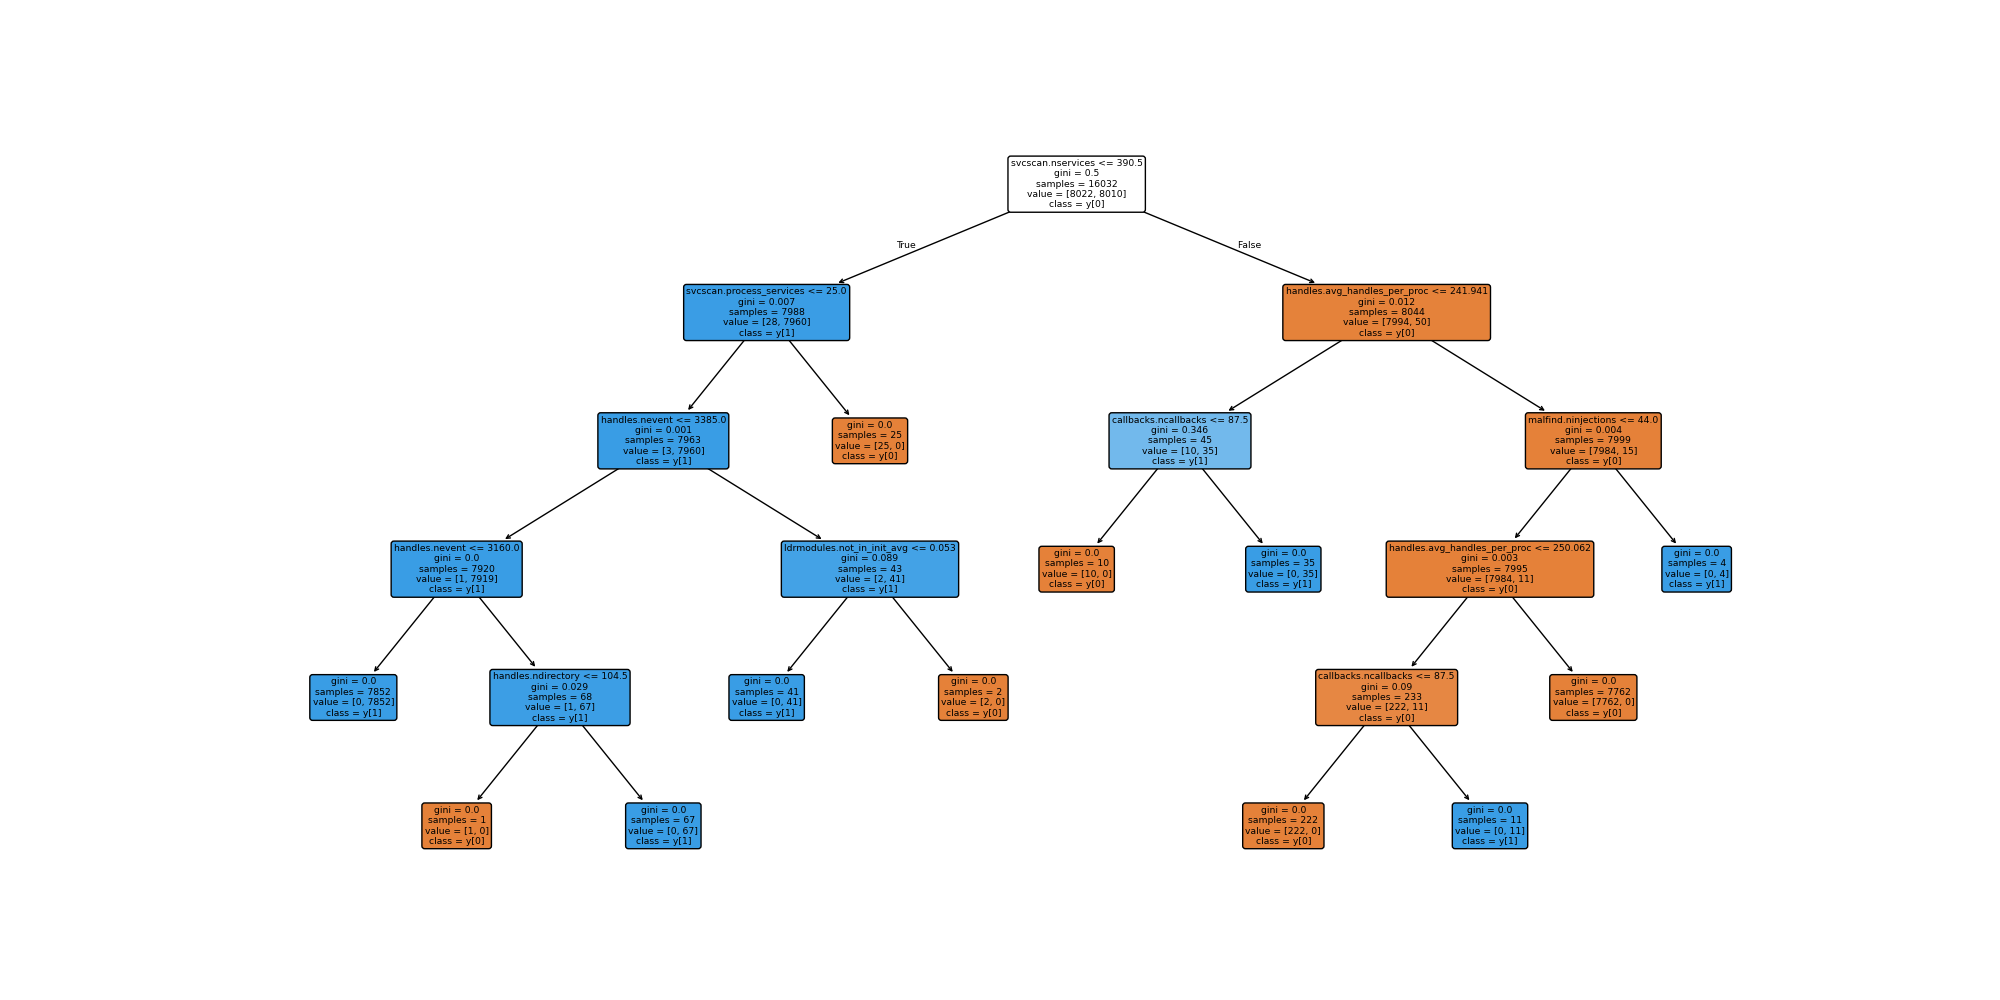 svcscan.nservices <= 390.5
gini = 0.5
samples = 16032
value = [8022, 8010]
class = y[0]
True
False
svcscan.process_services <= 25.0
gini = 0.007
samples = 7988
value = [28, 7960]
class = y[1]
handles.avg_handles_per_proc <= 241.941
gini = 0.012
samples = 8044
value = [7994, 50]
class = y[0]
handles.nevent <= 3385.0
gini = 0.001
samples = 7963
value = [3, 7960]
class = y[1]
gini = 0.0
samples = 25
value = [25, 0]
class = y[0]
callbacks.ncallbacks <= 87.5
gini = 0.346
samples = 45
value = [10, 35]
class = y[1]
malfind.ninjections <= 44.0
gini = 0.004
samples = 7999
value = [7984, 15]
class = y[0]
handles.nevent <= 3160.0
gini = 0.0
samples = 7920
value = [1, 7919]
class = y[1]
ldrmodules.not_in_init_avg <= 0.053
gini = 0.089
samples = 43
value = [2, 41]
class = y[1]
gini = 0.0
samples = 10
value = [10, 0]
class = y[0]
gini = 0.0
samples = 35
value = [0, 35]
class = y[1]
handles.avg_handles_per_proc <= 250.062
gini = 0.003
samples = 7995
value = [7984, 11]
class = y[0]
gini = 0.0
samples = 4
value = [0, 4]
class = y[1]
gini = 0.0
samples = 7852
value = [0, 7852]
class = y[1]
handles.ndirectory <= 104.5
gini = 0.029
samples = 68
value = [1, 67]
class = y[1]
gini = 0.0
samples = 41
value = [0, 41]
class = y[1]
gini = 0.0
samples = 2
value = [2, 0]
class = y[0]
callbacks.ncallbacks <= 87.5
gini = 0.09
samples = 233
value = [222, 11]
class = y[0]
gini = 0.0
samples = 7762
value = [7762, 0]
class = y[0]
gini = 0.0
samples = 1
value = [1, 0]
class = y[0]
gini = 0.0
samples = 67
value = [0, 67]
class = y[1]
gini = 0.0
samples = 222
value = [222, 0]
class = y[0]
gini = 0.0
samples = 11
value = [0, 11]
class = y[1]